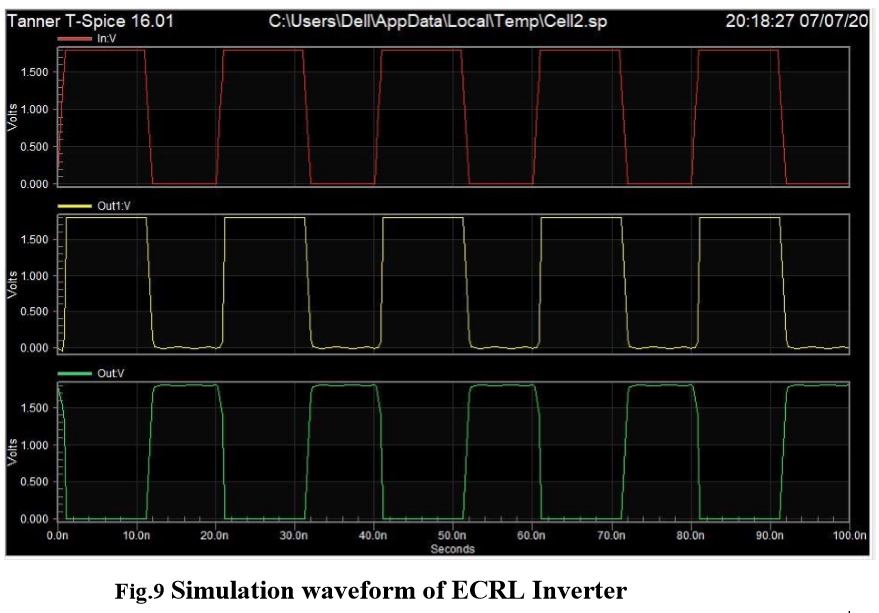 Tanner T-Spice 16.01 C:\Users\Dell\AppData\Local\Temp\Cell2.sp 20:18:27 07/07/20
In:V
1.500
1.000
0.500
0.000
Volts
Out1:V
1.500
1.000
0.500
0.000
Volts
Out:V
1.500
1.000
0.500
0.000
Volts
0.0n 10.0n 20.0n 30.0n 40.0n 50.0n 60.0n 70.0n 80.0n 90.0n 100.0n
Seconds
Fig.9 Simulation waveform of ECRL Inverter